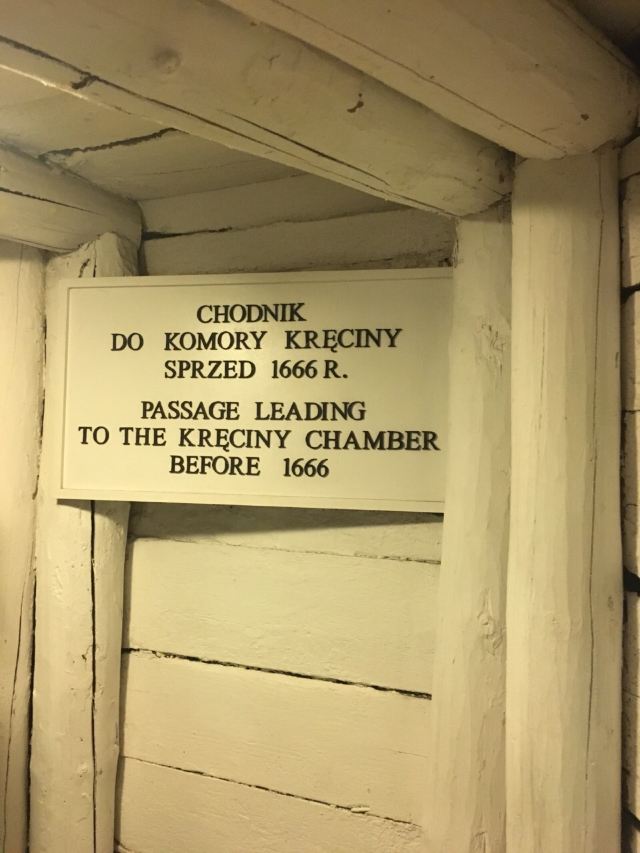 CHODNIK
DO KOMORY KRĘCINY
SPRZED 1666 R.
PASSAGE LEADING
TO THE KRĘCINY CHAMBER
BEFORE 1666